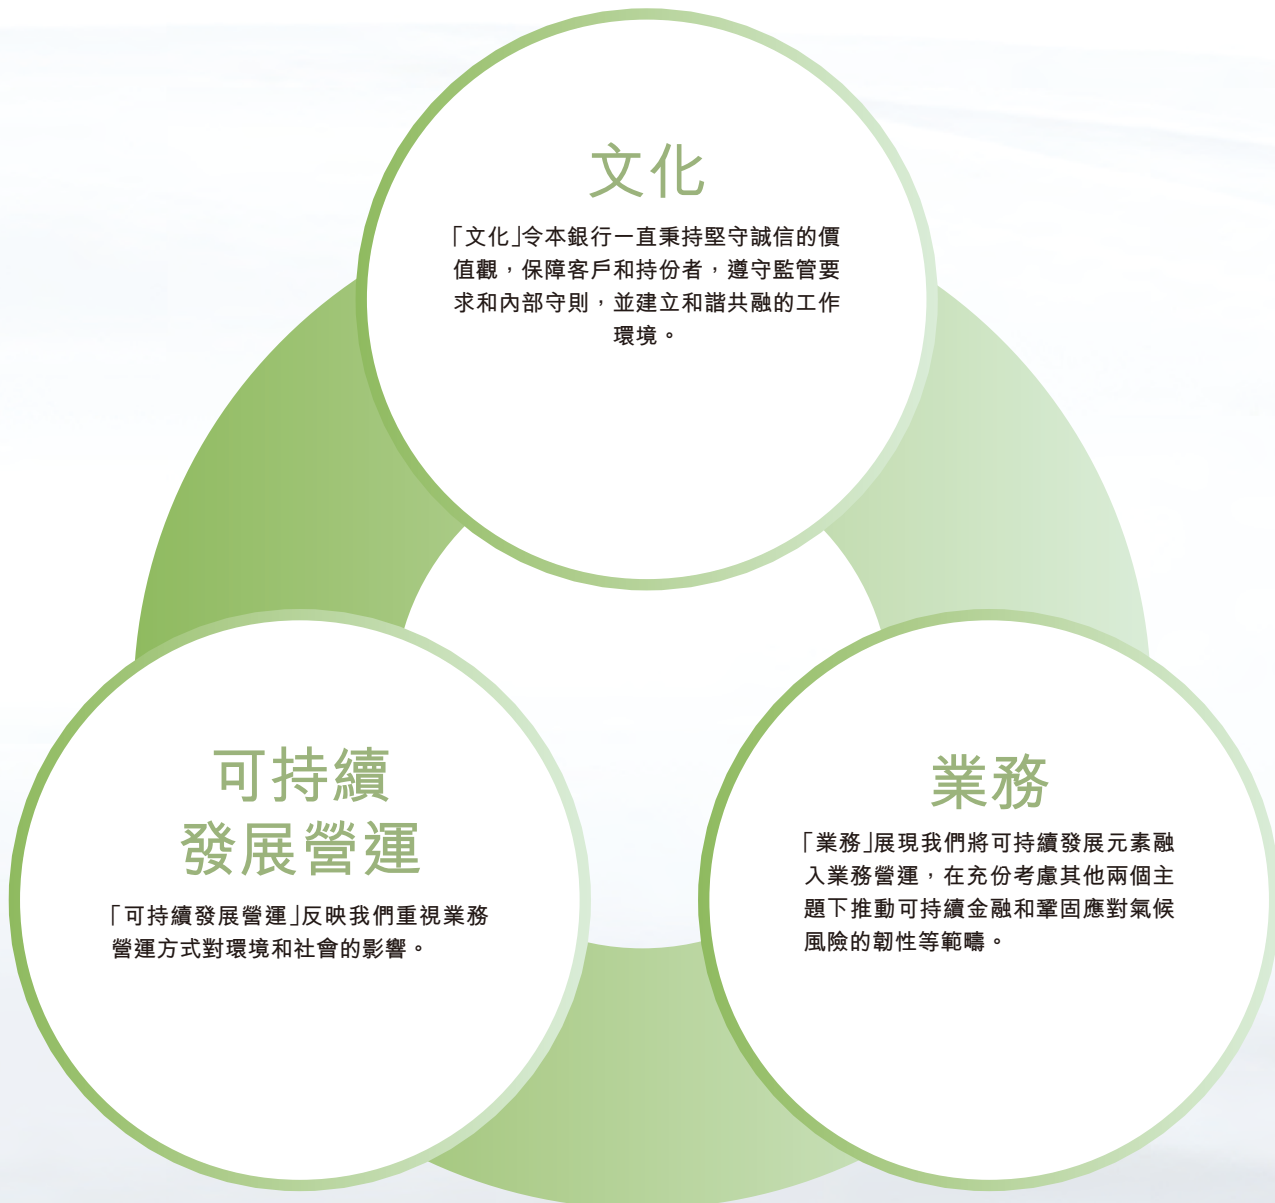 文化
「文化」令本銀行一直秉持堅守誠信的價
值觀，保障客戶和持份者，遵守監管要
求和內部守則，並建立和諧共融的工作
環境。
可持續
發展營運
「可持續發展營運」反映我們重視業務
營運方式對環境和社會的影響。
業務
「業務」展現我們將可持續發展元素融
入業務營運，在充份考慮其他兩個主
題下推動可持續金融和鞏固應對氣候
風險的韌性等範疇。